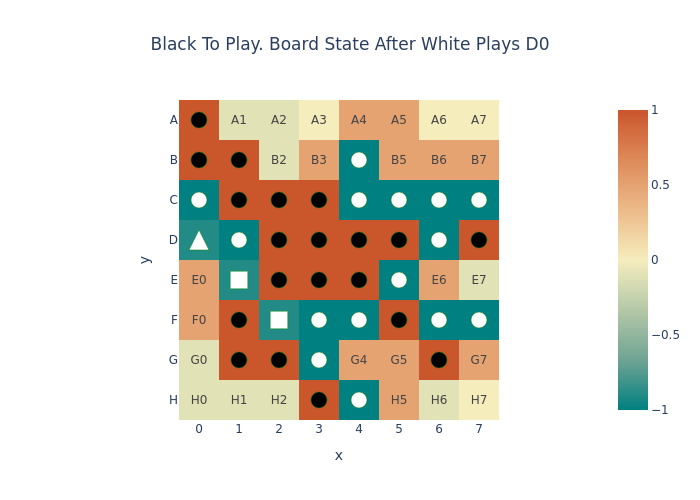 Black To Play. Board State After White Plays D0
A A1 A2 A3 A4 A5 A6 A7
B B2 B3 B5 B6 B7
C
D
E E0 E6 E7
F F0
G G0 G4 G5 G7
H H0 H1 H2 H5 H6 H7
0 1 2 3 4 5 6 7
x
y
1
0.5
0
−0.5
−1